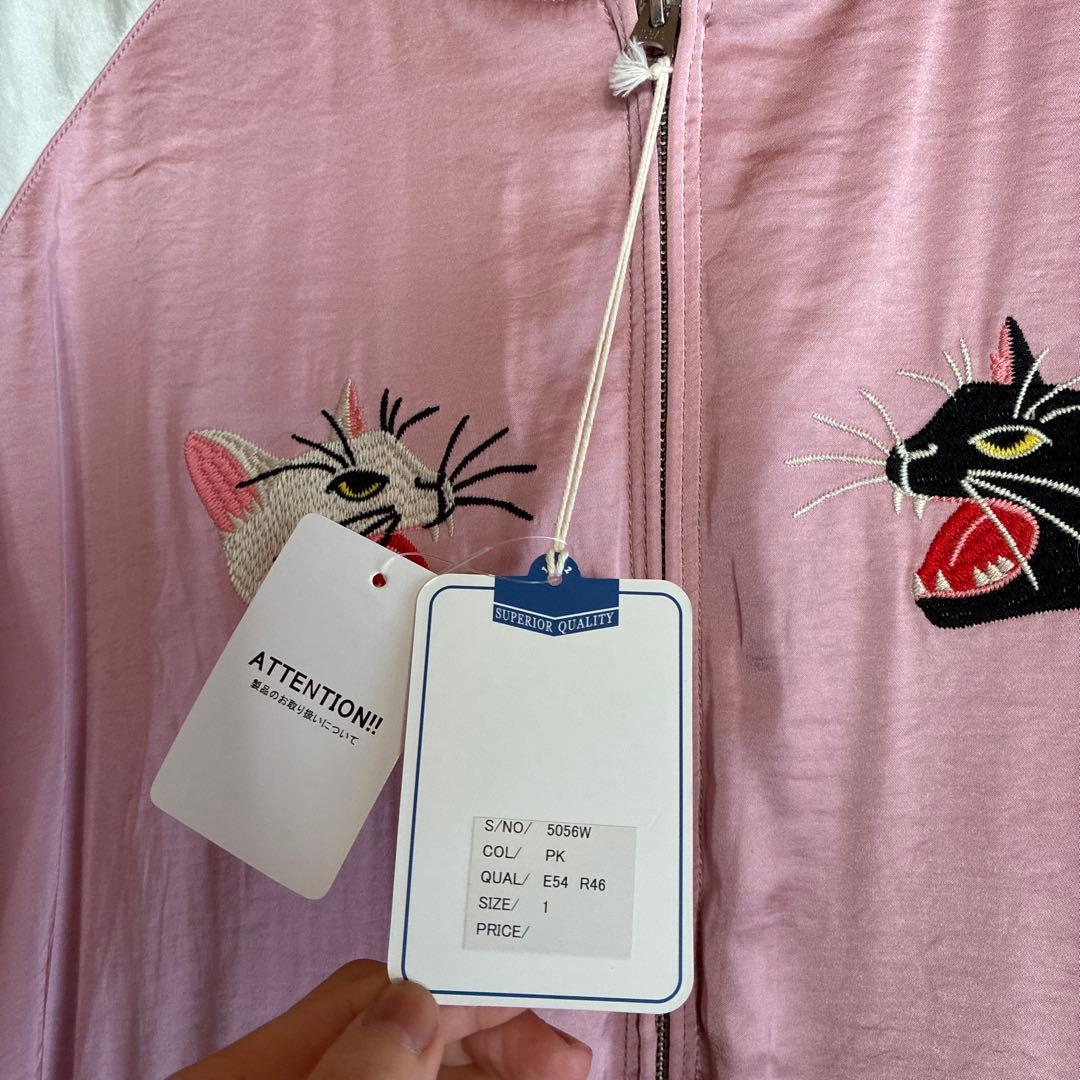 SUPERIOR QUALITY
ATTENTION!!
製品のお取り扱いについて
S/NO/ 5056W
COL/ PK
QUAL/ E54 R46
SIZE/ 1
PRICE/